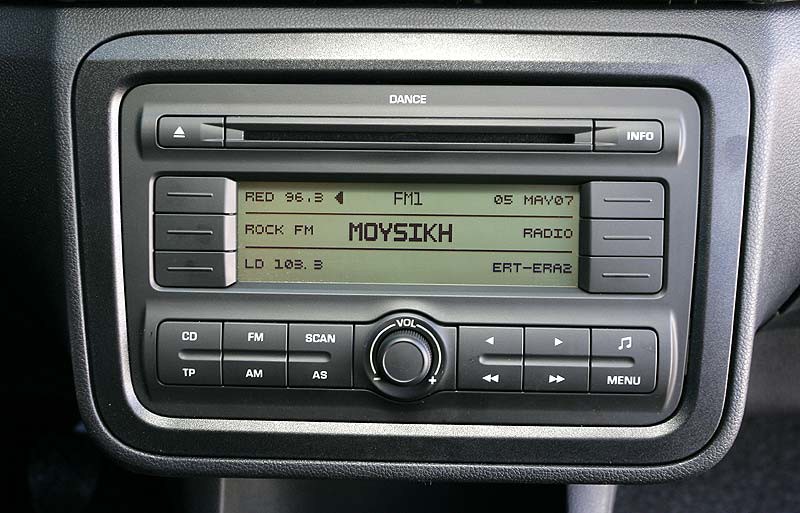 DANCE
INFO
RED 96.3 FM1 05 MAY07
ROCK FM MOYSIKH RADIO
LD 103.3 ERT-ERA2
CD FM SCAN VOL
TP AM AS - + MENU